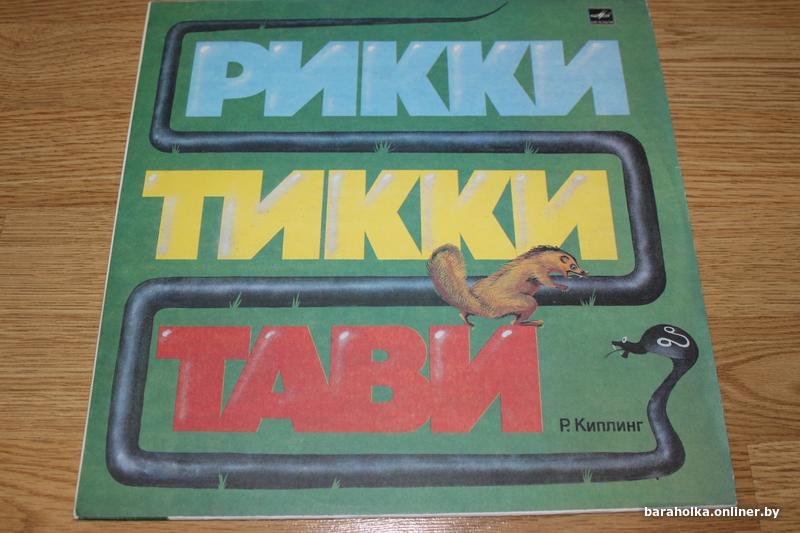 РИККИ
ТИККИ
ТАВИ
Р. Киплинг
baraholka.onliner.by